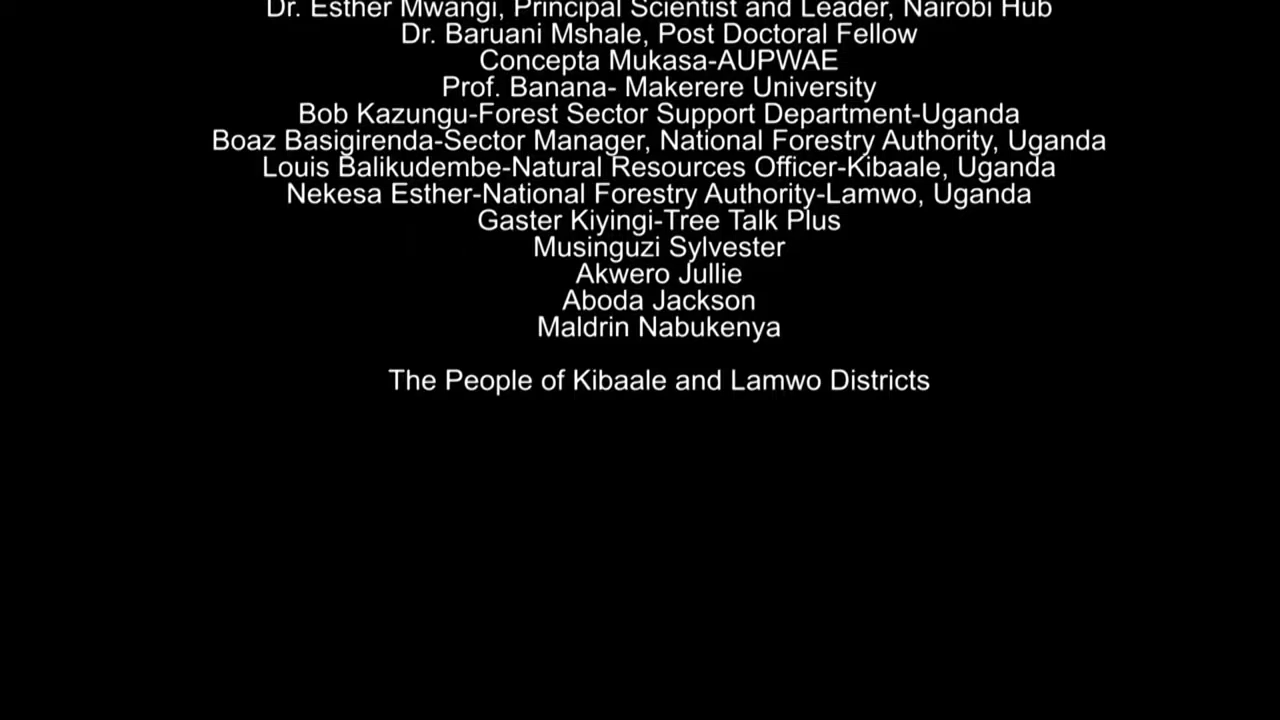 Dr. Esther Mwangi, Principal Scientist and Leader, Nairobi Hub
Dr. Baruani Mshale, Post Doctoral Fellow
Concepta Mukasa-AUPWAE
Prof. Banana- Makerere University
Bob Kazungu-Forest Sector Support Department-Uganda
Boaz Basigirenda-Sector Manager, National Forestry Authority, Uganda
Louis Balikudembe-Natural Resources Officer-Kibaale, Uganda
Nekesa Esther-National Forestry Authority-Lamwo, Uganda
Gaster Kiyingi-Tree Talk Plus
Musinguzi Sylvester
Akwero Jullie
Aboda Jackson
Maldrin Nabukenya
The People of Kibaale and Lamwo Districts